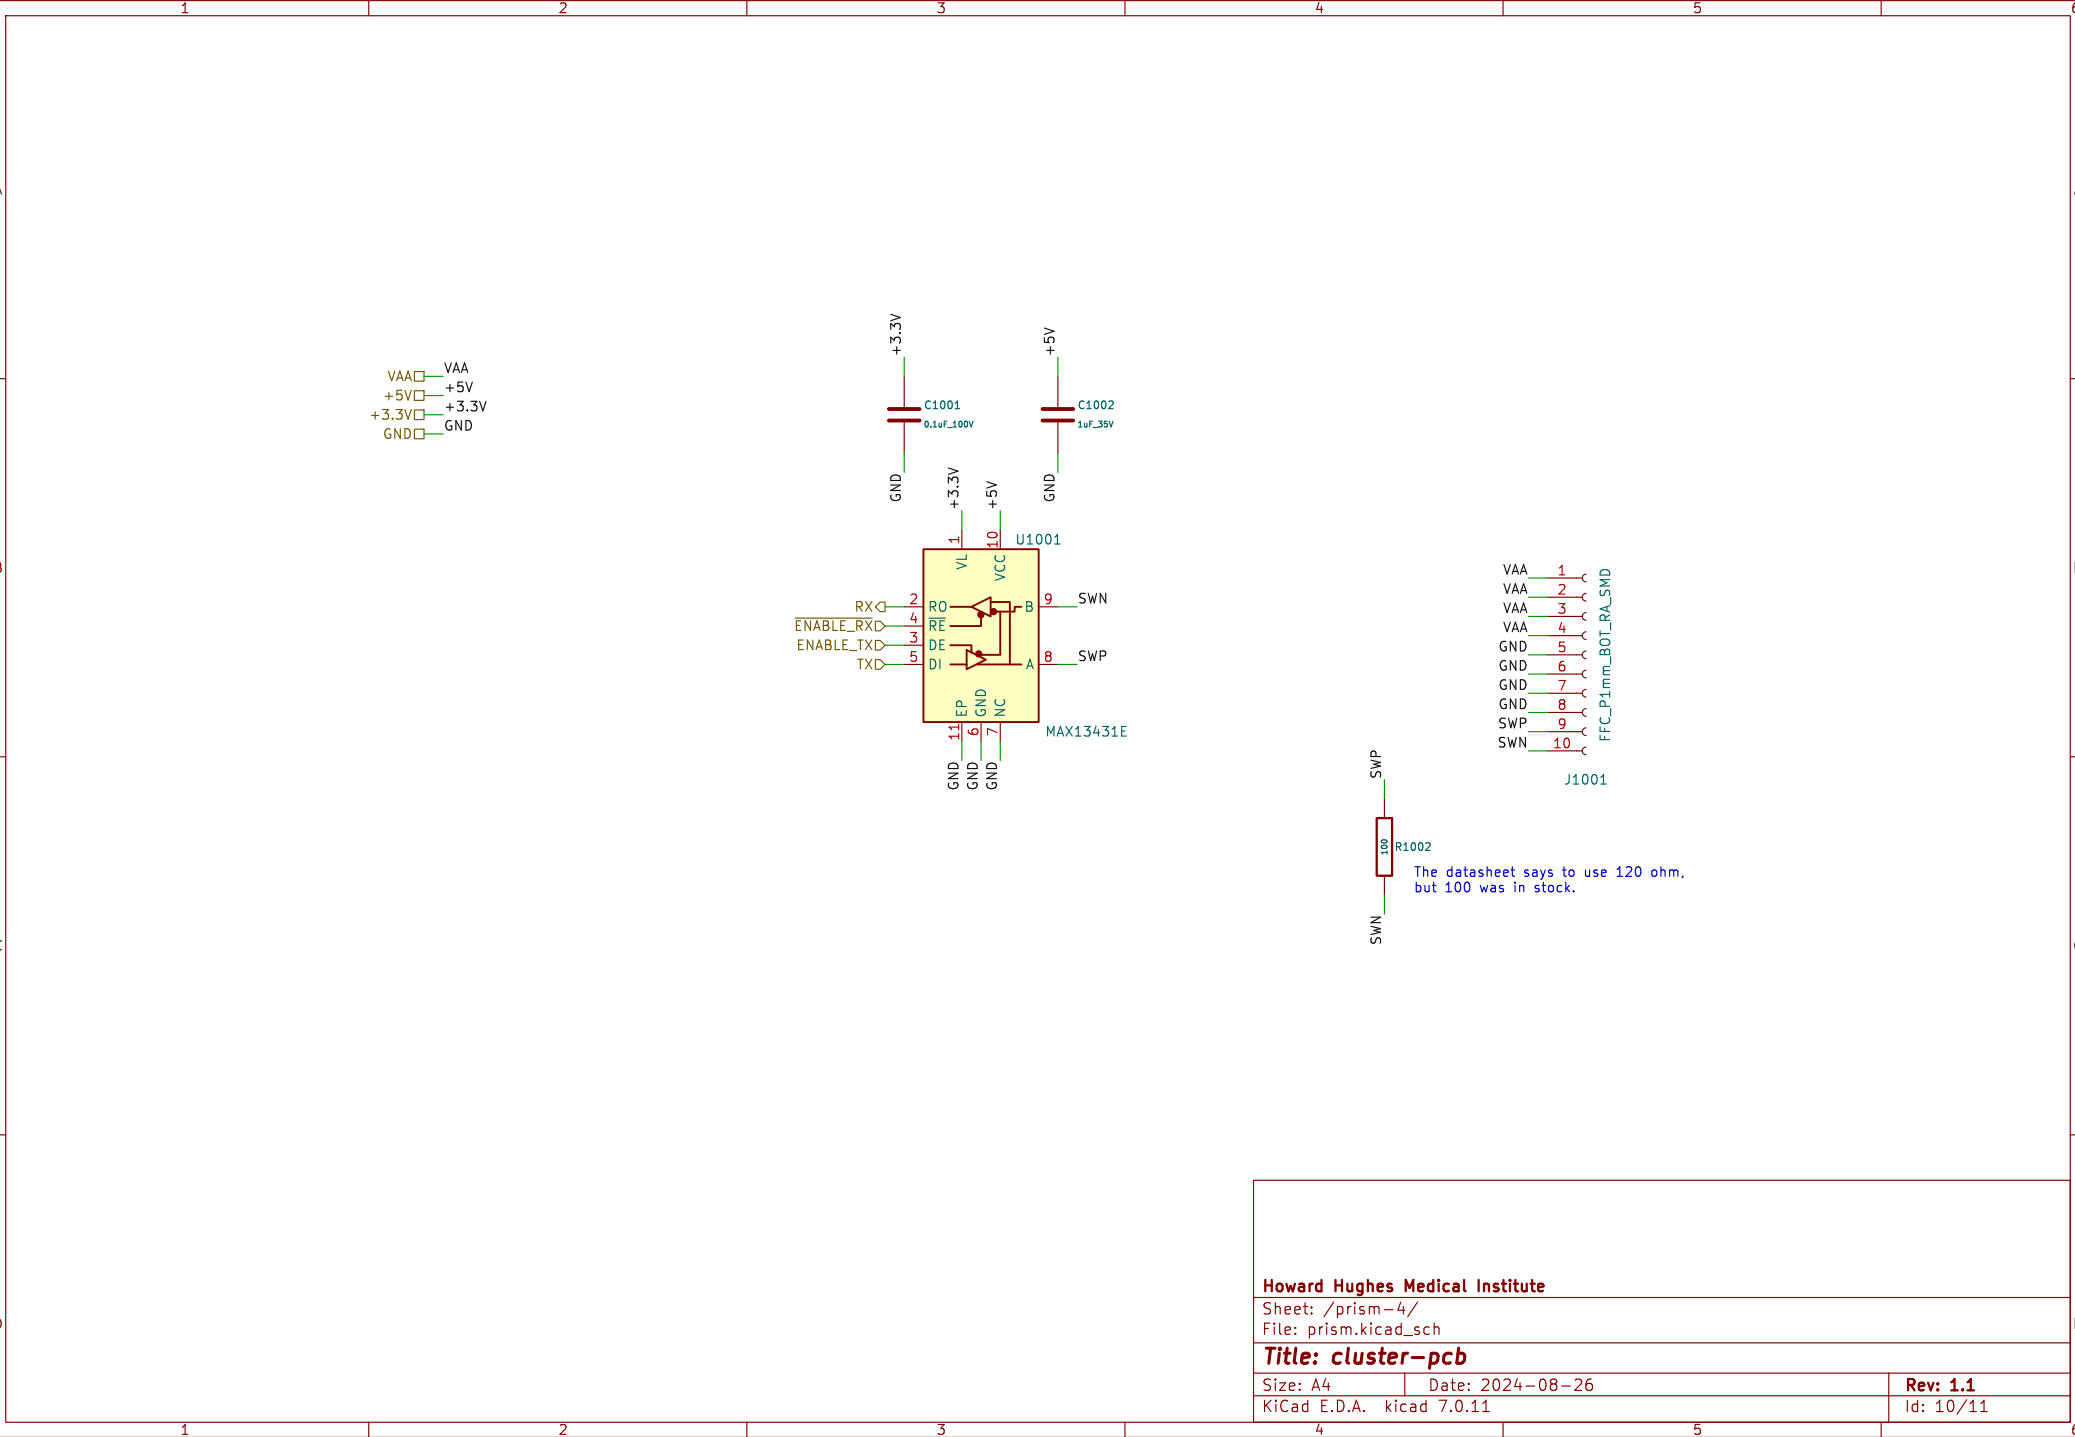 1 2 3 4 5 6
+3.3V
+5V
VAA VAA
+5V +5V
+3.3V +3.3V
GND GND
C1001
0.1uF_100V
C1002
1uF_35V
GND
GND
+3.3V
+5V
U1001
1
10
VL
VCC
RX 2 RO
ENABLE_RX 4 RE
ENABLE_TX 3 DE
TX 5 DI
B 9 SWN
A 8 SWP
EP
GND
NC
11
6
7
MAX13431E
GND
GND
GND
VAA 1
VAA 2
VAA 3
VAA 4
GND 5
GND 6
GND 7
GND 8
SWP 9
SWN 10
FFC_P1mm_BOT_RA_SMD
J1001
SWP
100
R1002
The datasheet says to use 120 ohm,
but 100 was in stock.
SWN
Howard Hughes Medical Institute
Sheet: /prism-4/
File: prism.kicad_sch
Title: cluster-pcb
Size: A4 Date: 2024-08-26 Rev: 1.1
KiCad E.D.A. kicad 7.0.11 Id: 10/11
1 2 3 4 5 6